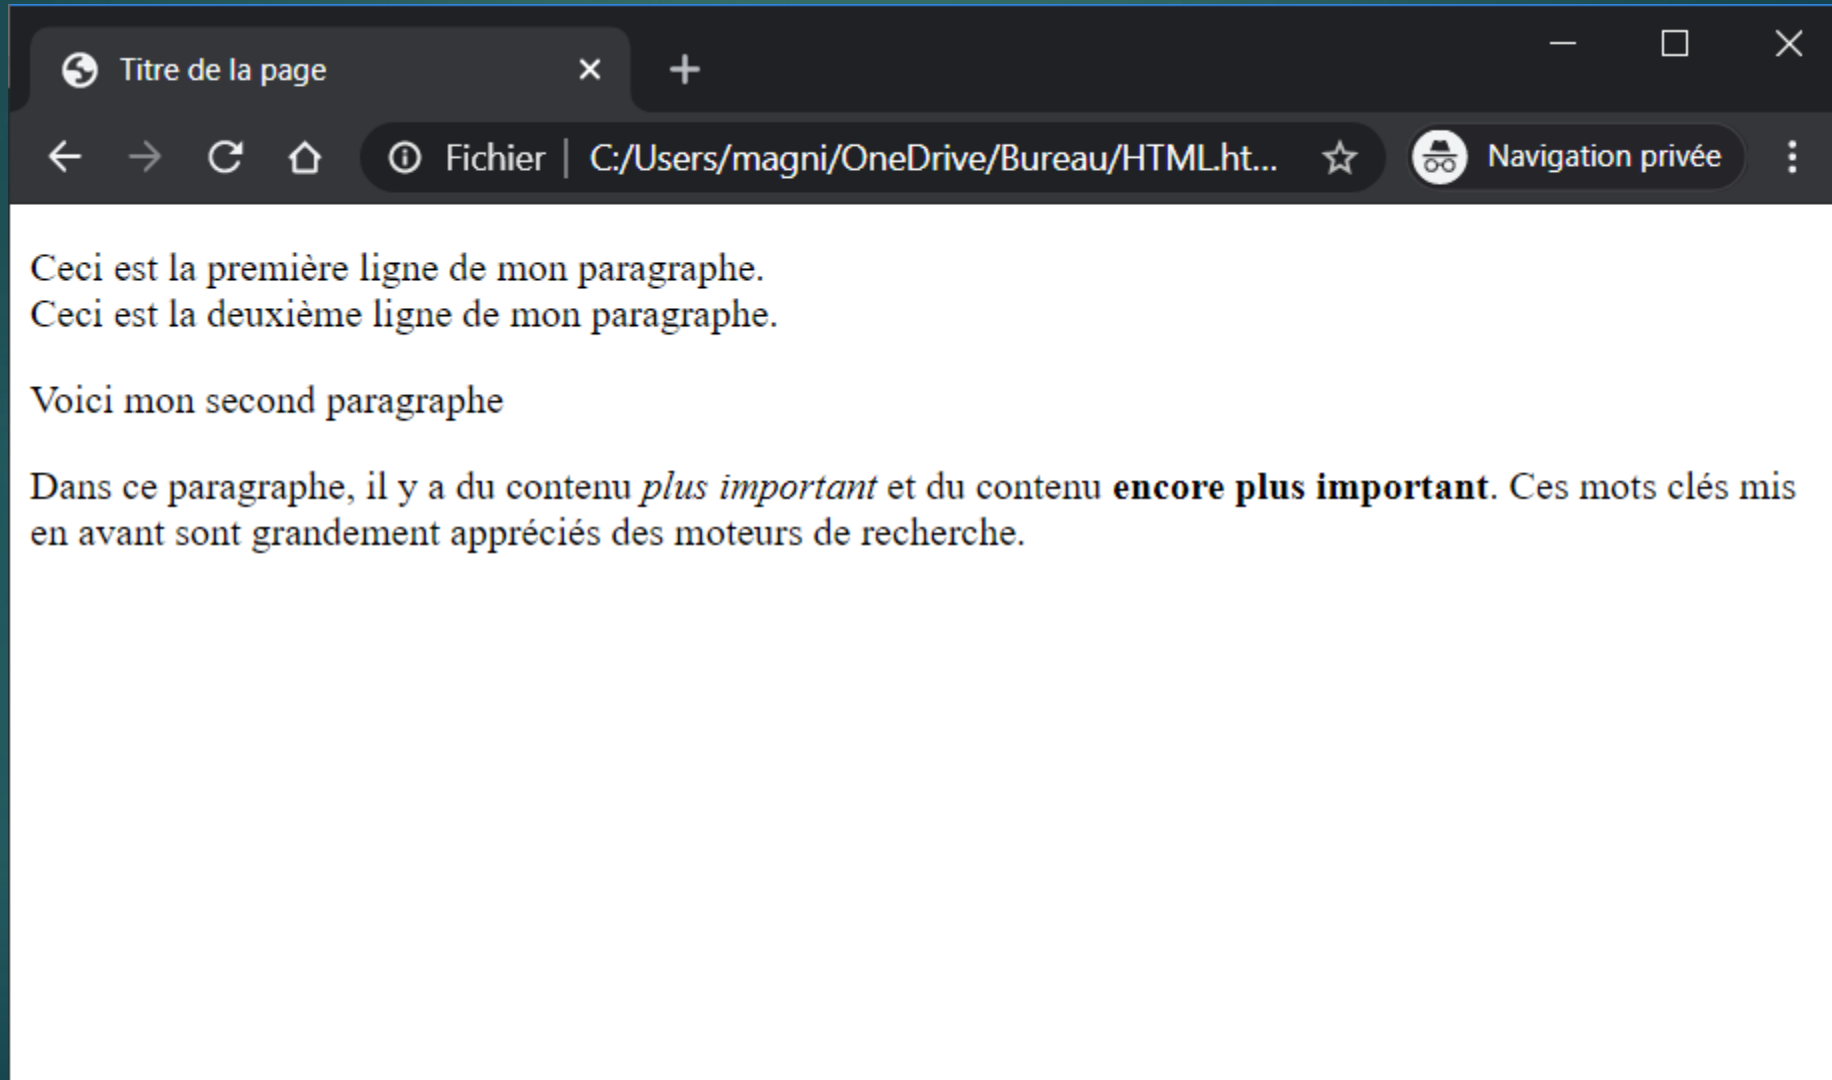 Titre de la page
Fichier | C:/Users/magni/OneDrive/Bureau/HTML.ht...
Navigation privée
Ceci est la première ligne de mon paragraphe.
Ceci est la deuxième ligne de mon paragraphe.
Voici mon second paragraphe
Dans ce paragraphe, il y a du contenu plus important et du contenu encore plus important. Ces mots clés mis
en avant sont grandement appréciés des moteurs de recherche.